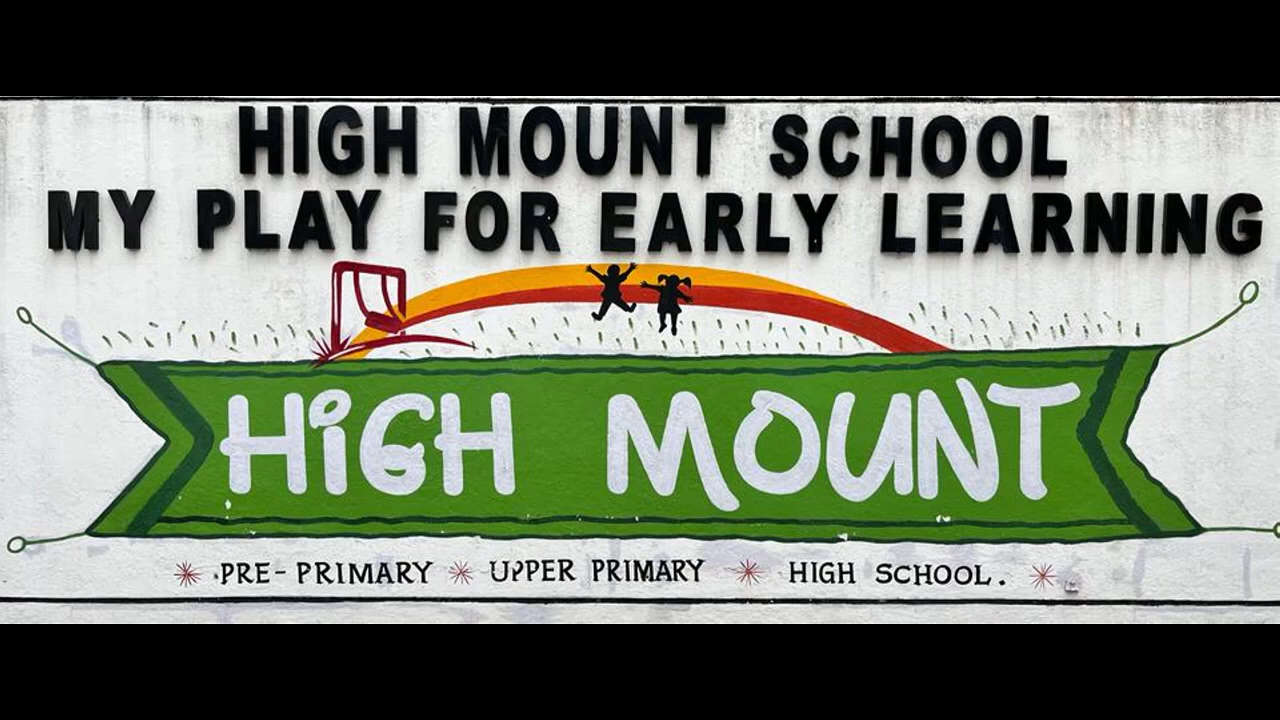 HIGH MOUNT SCHOOL
MY PLAY FOR EARLY LEARNING
HiGH MOUNT
PRE-PRIMARY UPPER PRIMARY HIGH SCHOOL.